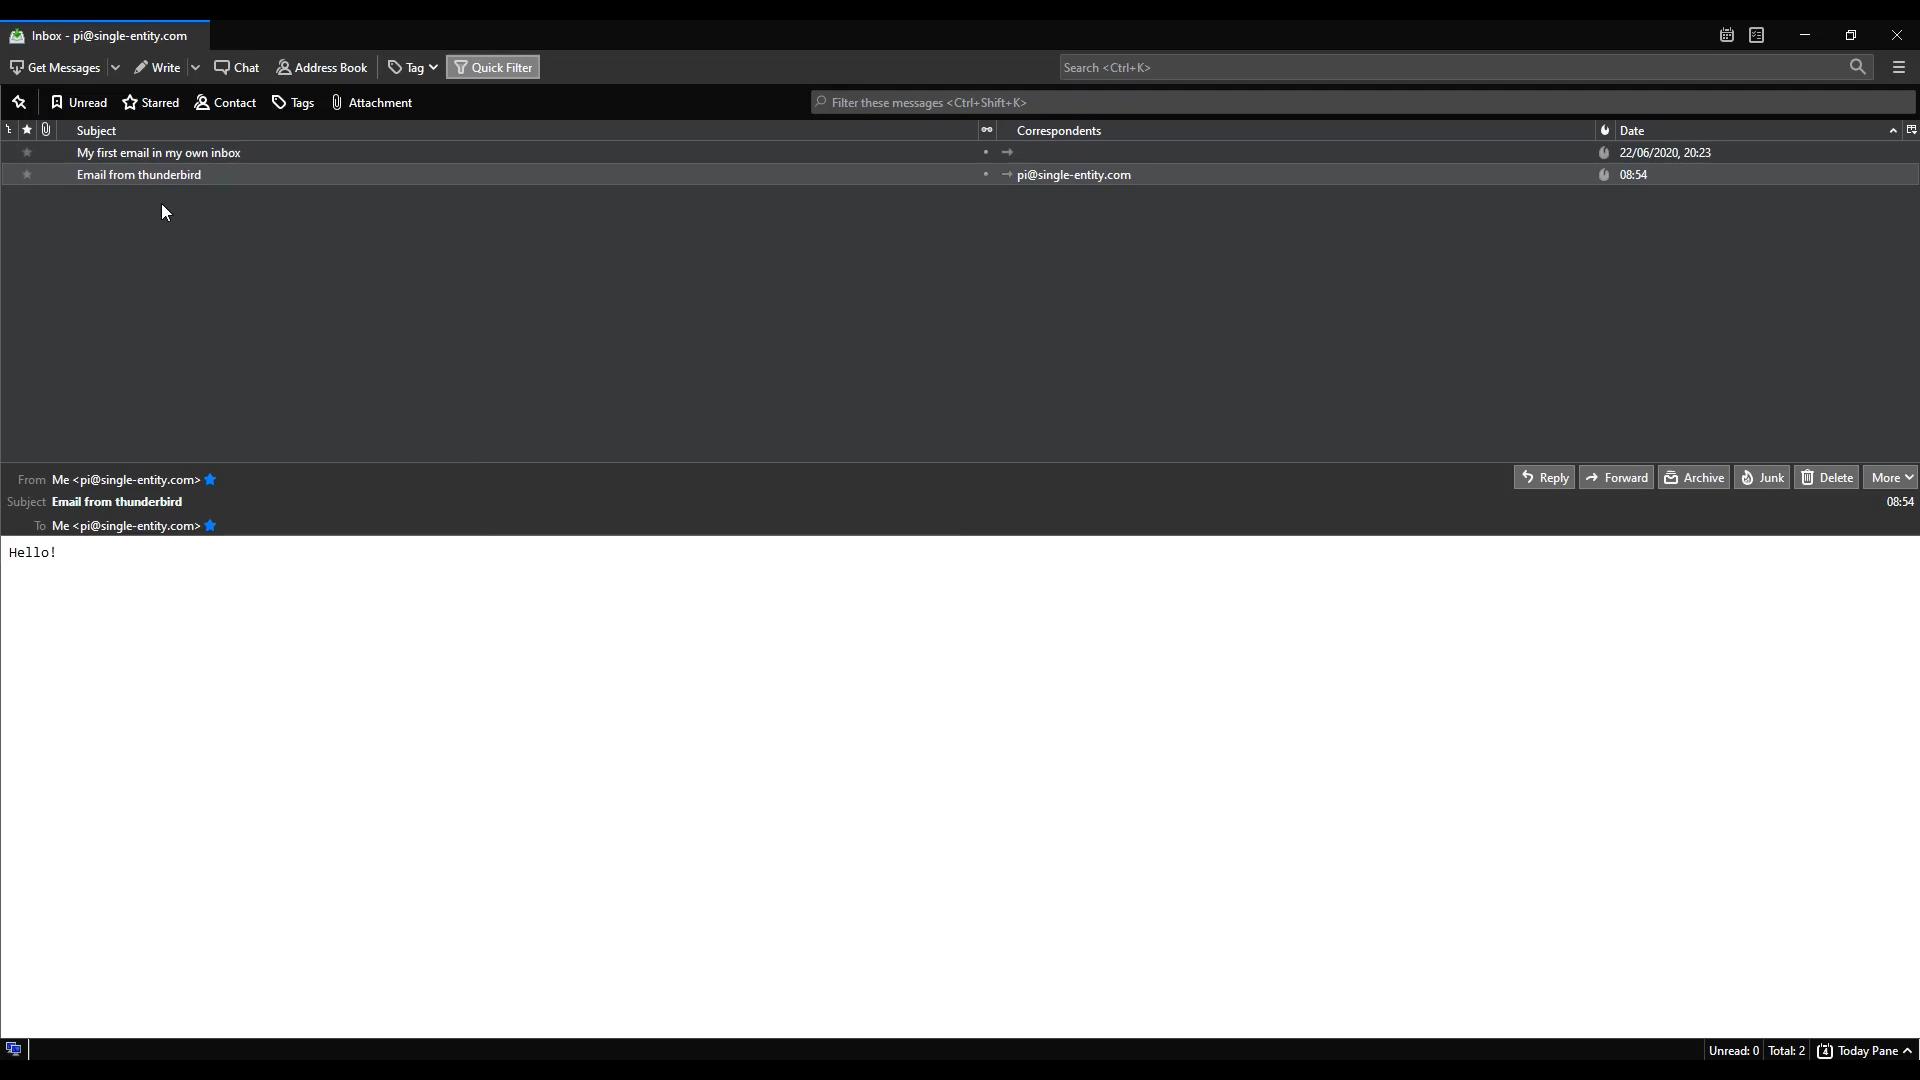 Inbox - pi@single-entity.com
Get Messages Write Chat Address Book Tag Quick Filter Search <Ctrl+K>
Unread Starred Contact Tags Attachment Filter these messages <Ctrl+Shift+K>
Subject Correspondents Date
My first email in my own inbox 22/06/2020, 20:23
Email from thunderbird pi@single-entity.com 08:54
From Me <pi@single-entity.com> Reply Forward Archive Junk Delete More
Subject Email from thunderbird 08:54
To Me <pi@single-entity.com>
Hello!
Unread: 0 Total: 2 4 Today Pane